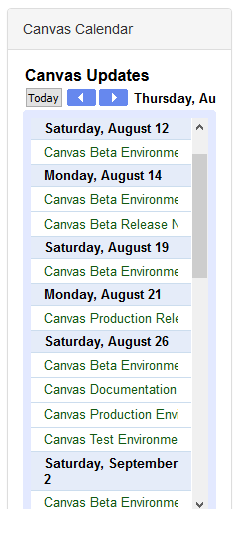 Canvas Calendar
Canvas Updates
Today Thursday, Au
Saturday, August 12
Canvas Beta Environme
Monday, August 14
Canvas Beta Environme
Canvas Beta Release N
Saturday, August 19
Canvas Beta Environme
Monday, August 21
Canvas Production Rele
Saturday, August 26
Canvas Beta Environme
Canvas Documentation
Canvas Production Envi
Canvas Test Environme
Saturday, September
2
Canvas Beta Environme